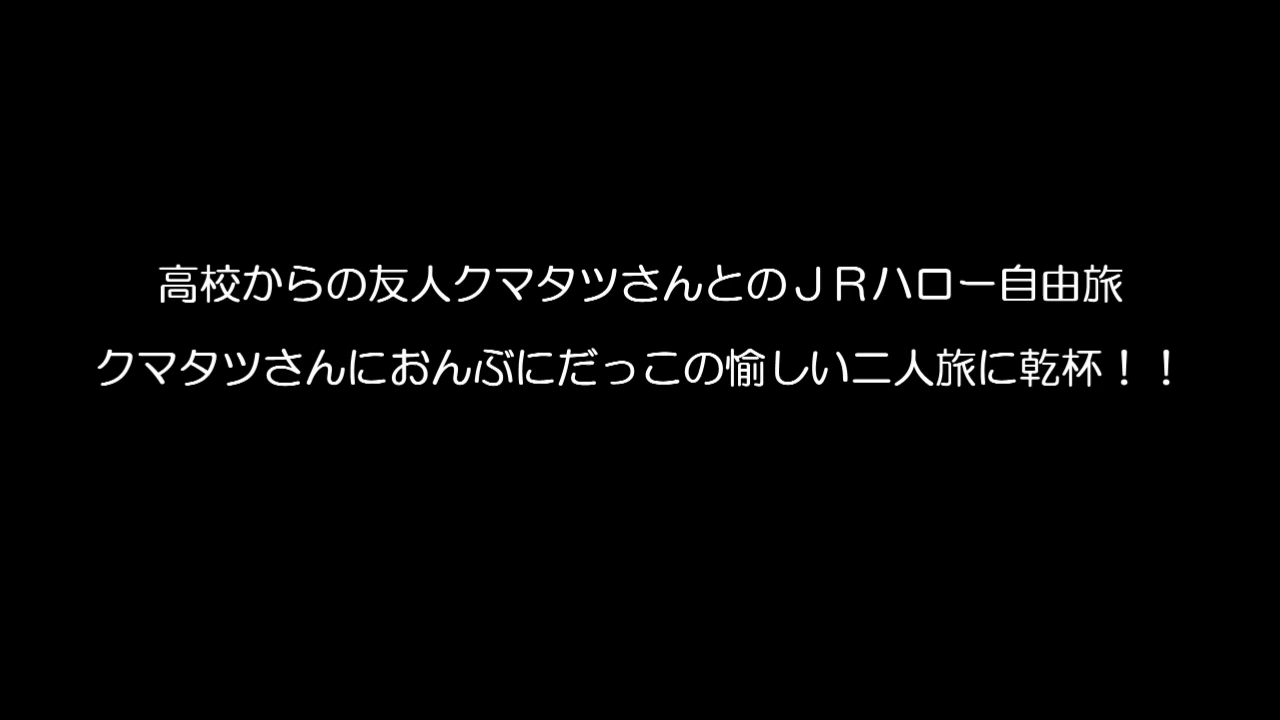 高校からの友人クマタツさんとのＪＲハロー自由旅
クマタツさんにおんぶにだっこの愉しい二人旅に乾杯！！